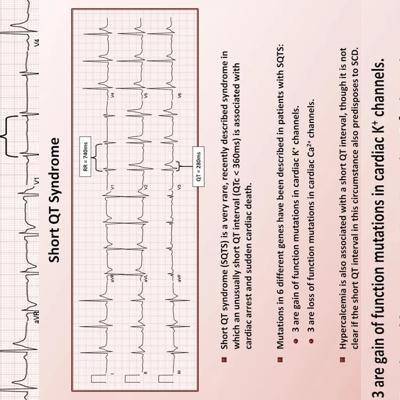 aVR V1 V4
Short QT Syndrome
RR = 740ms
I aVR V1 V4
II aVL V2 V5
III aVF V3 V6
QT = 280ms
Short QT syndrome (SQTS) is a very rare, recently described syndrome in
which an unusually short QT interval (QTc < 360ms) is associated with
cardiac arrest and sudden cardiac death.
Mutations in 6 different genes have been described in patients with SQTS:
3 are gain of function mutations in cardiac K⁺ channels.
3 are loss of function mutations in cardiac Ca²⁺ channels.
Hypercalcemia is also associated with a short QT interval, though it is not
clear if the short QT interval in this circumstance also predisposes to SCD.
3 are gain of function mutations in cardiac K⁺ channels.